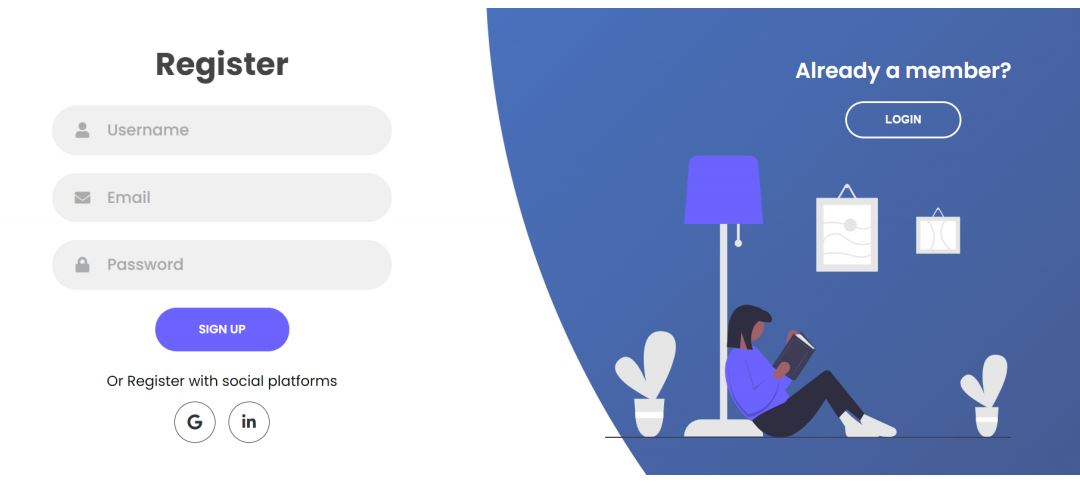 Register
Username
Email
Password
SIGN UP
Or Register with social platforms
G
in
Already a member?
LOGIN